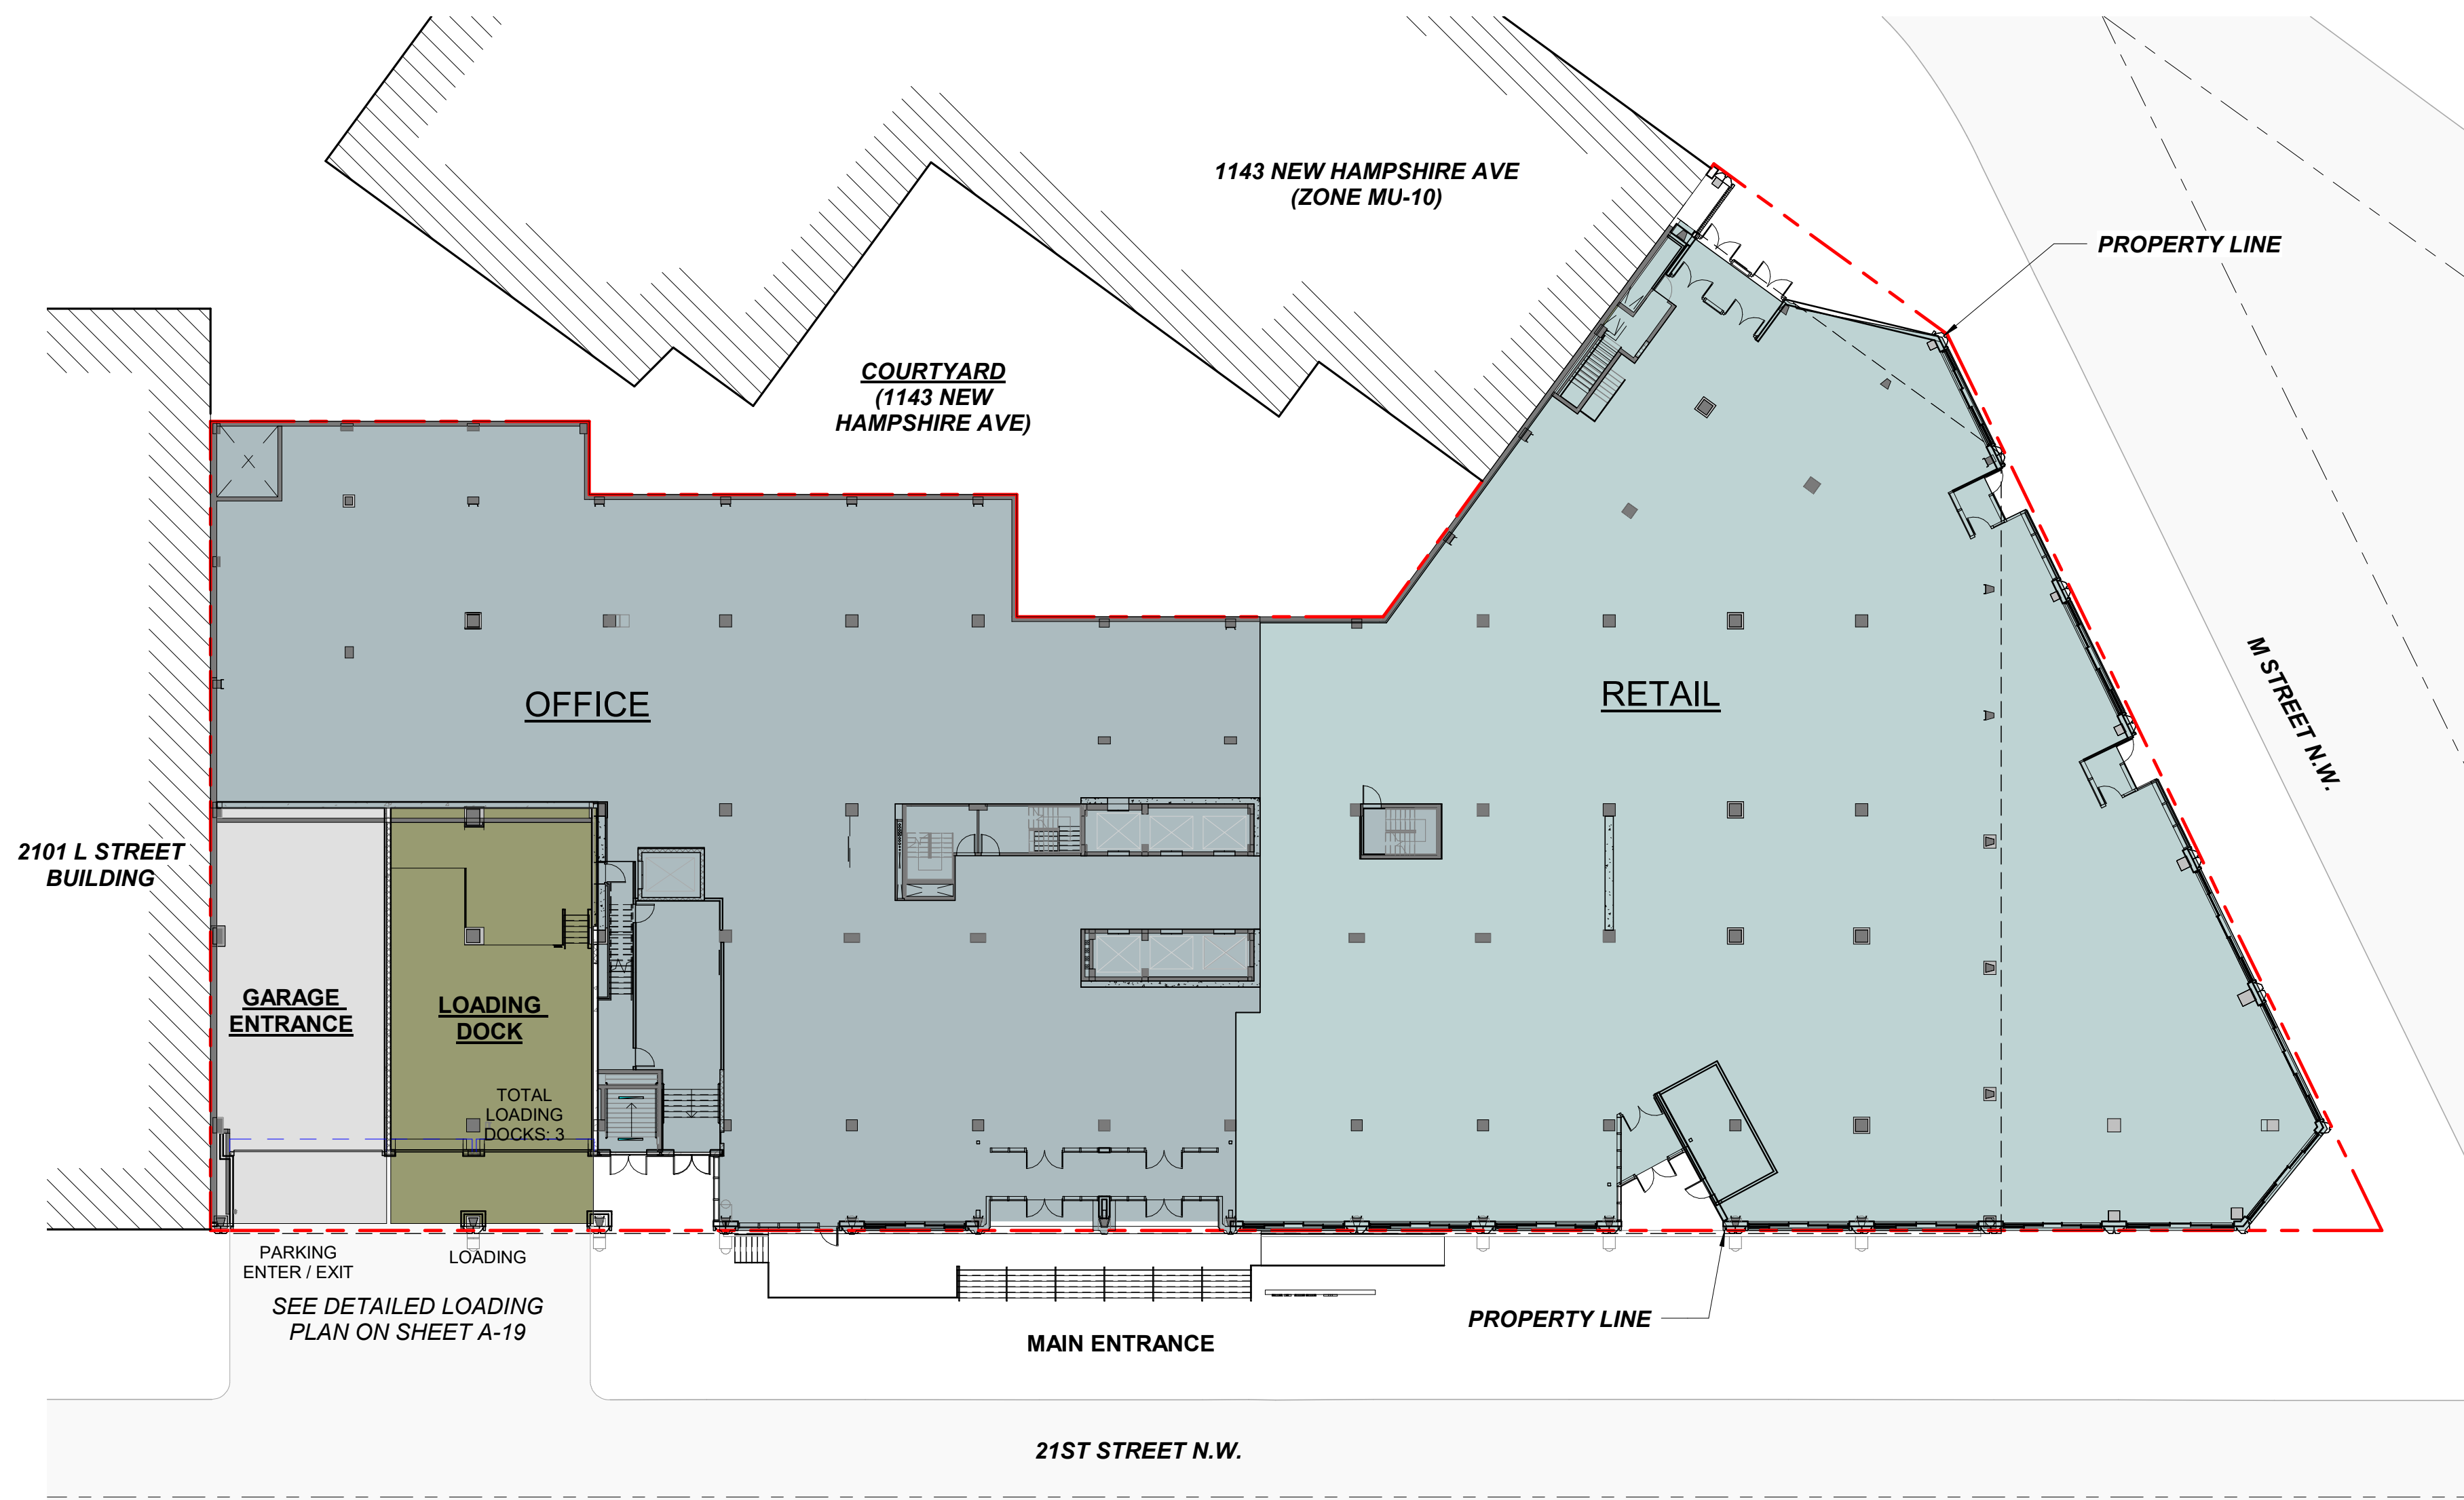 1143 NEW HAMPSHIRE AVE
(ZONE MU-10)
PROPERTY LINE
COURTYARD
(1143 NEW
HAMPSHIRE AVE)
OFFICE
RETAIL
M STREET N.W.
2101 L STREET
BUILDING
GARAGE
ENTRANCE
LOADING
DOCK
TOTAL
LOADING
DOCKS: 3
PARKING
ENTER / EXIT
LOADING
SEE DETAILED LOADING
PLAN ON SHEET A-19
MAIN ENTRANCE
PROPERTY LINE
21ST STREET N.W.